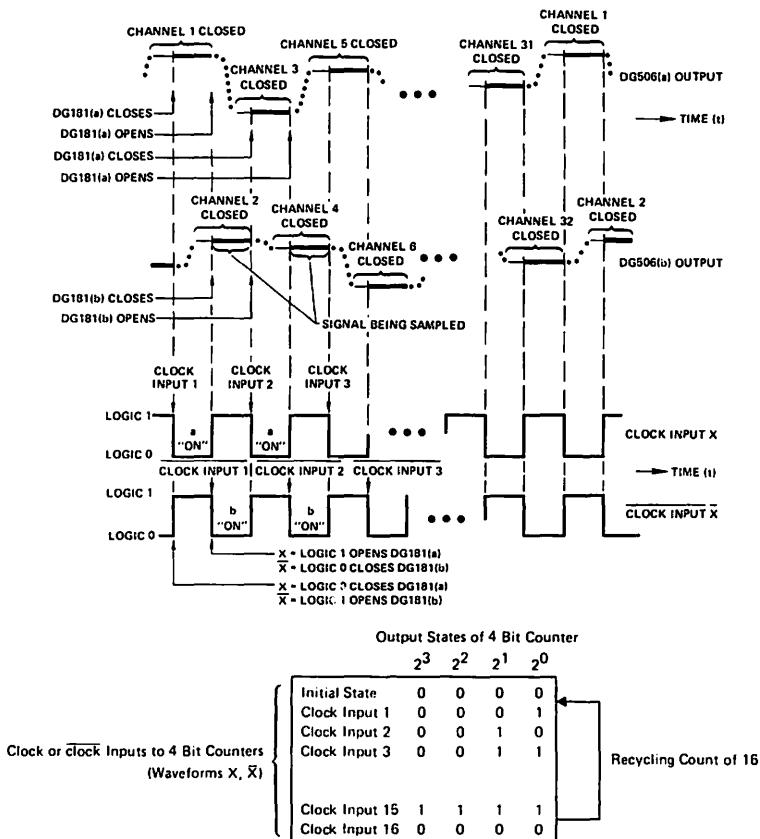 CHANNEL 1 CLOSED
CHANNEL 3
CLOSED
CHANNEL 5 CLOSED
CHANNEL 31
CLOSED
CHANNEL 1
CLOSED
DG506(a) OUTPUT
DG181(a) CLOSES
DG181(a) OPENS
DG181(a) CLOSES
DG181(a) OPENS
TIME (t)
CHANNEL 2
CLOSED
CHANNEL 4
CLOSED
CHANNEL 6
CLOSED
CHANNEL 32
CLOSED
CHANNEL 2
CLOSED
DG506(b) OUTPUT
DG181(b) CLOSES
DG181(b) OPENS
SIGNAL BEING SAMPLED
CLOCK
INPUT 1
CLOCK
INPUT 2
CLOCK
INPUT 3
LOGIC 1
LOGIC 0
a
"ON"
a
"ON"
CLOCK INPUT X
CLOCK INPUT 1
CLOCK INPUT 2
CLOCK INPUT 3
TIME (t)
LOGIC 1
LOGIC 0
b
"ON"
b
"ON"
CLOCK INPUT X̄
X = LOGIC 1 OPENS DG181(a)
X̄ = LOGIC 0 CLOSES DG181(b)
X = LOGIC 0 CLOSES DG181(a)
X̄ = LOGIC 1 OPENS DG181(b)
Output States of 4 Bit Counter
2³ 2² 2¹ 2⁰
Initial State 0 0 0 0
Clock Input 1 0 0 0 1
Clock Input 2 0 0 1 0
Clock Input 3 0 0 1 1
Clock Input 15 1 1 1 1
Clock Input 16 0 0 0 0
Clock or clock Inputs to 4 Bit Counters
(Waveforms X, X̄)
Recycling Count of 16